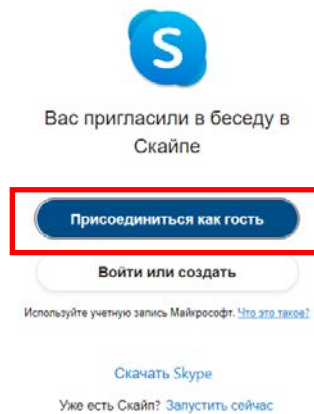 S
Вас пригласили в беседу в
Скайпе
Присоединиться как гость
Войти или создать
Используйте учетную запись Майкрософт. Что это такое?
Скачать Skype
Уже есть Скайп? Запустить сейчас